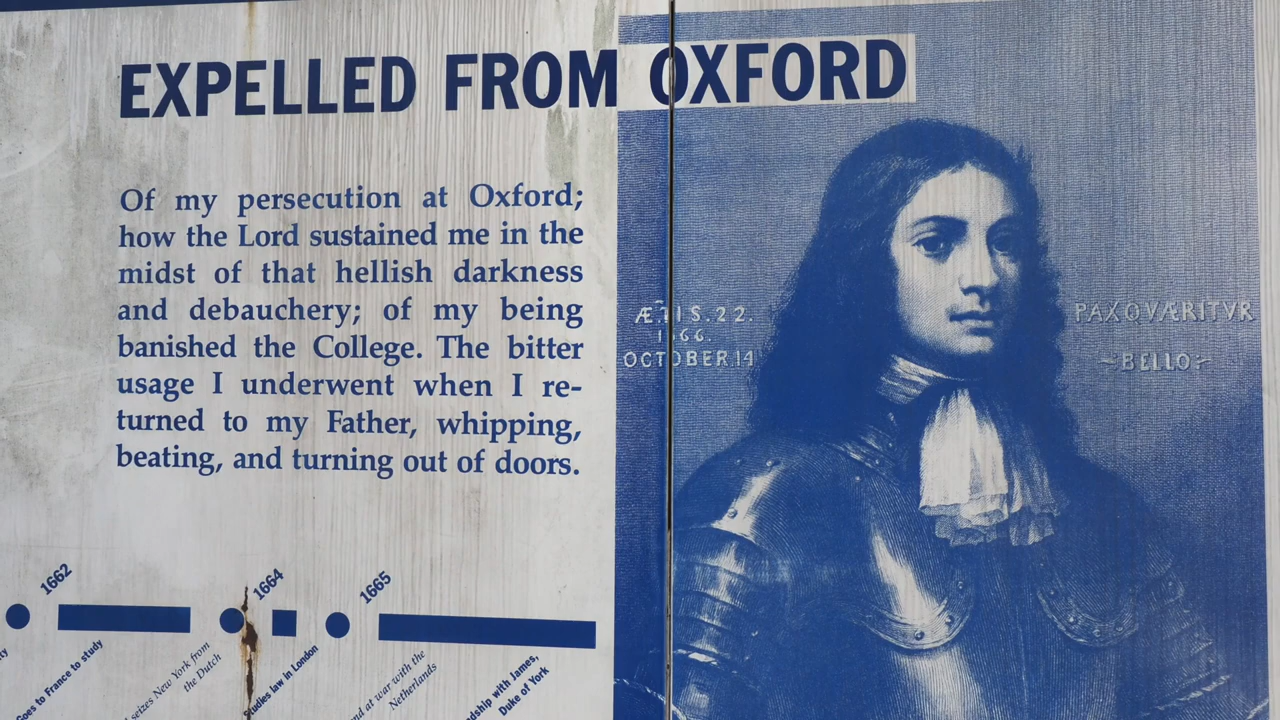 EXPELLED FROM OXFORD
Of my persecution at Oxford;
how the Lord sustained me in the
midst of that hellish darkness
and debauchery; of my being
banished the College. The bitter
usage I underwent when I re-
turned to my Father, whipping,
beating, and turning out of doors.
ÆTIS.22.
1666.
OCTOBER 14
PAX QVÆRITVR
~BELLO~
1662
1664
1665
Goes to France to study
seizes New York from
the Dutch
Studies law in London
at war with the
Netherlands
with James,
Duke of York